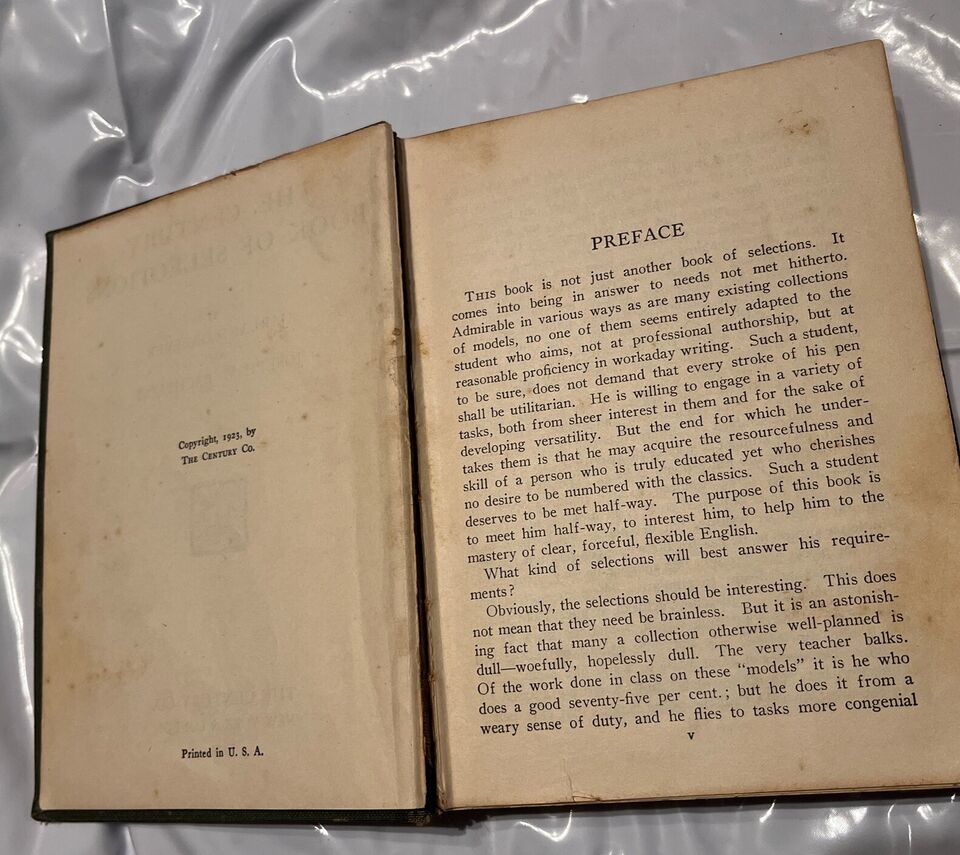 Copyright, 1923, by
THE CENTURY CO.
Printed in U. S. A.
PREFACE
THIS book is not just another book of selections. It
comes into being in answer to needs not met hitherto.
Admirable in various ways as are many existing collections
of models, no one of them seems entirely adapted to the
student who aims, not at professional authorship, but at
reasonable proficiency in workaday writing. Such a student,
to be sure, does not demand that every stroke of his pen
shall be utilitarian. He is willing to engage in a variety of
tasks, both from sheer interest in them and for the sake of
developing versatility. But the end for which he under-
takes them is that he may acquire the resourcefulness and
skill of a person who is truly educated yet who cherishes
no desire to be numbered with the classics. Such a student
deserves to be met half-way. The purpose of this book is
to meet him half-way, to interest him, to help him to the
mastery of clear, forceful, flexible English.
What kind of selections will best answer his require-
ments?
Obviously, the selections should be interesting. This does
not mean that they need be brainless. But it is an astonish-
ing fact that many a collection otherwise well-planned is
dull—woefully, hopelessly dull. The very teacher balks.
Of the work done in class on these "models" it is he who
does a good seventy-five per cent.; but he does it from a
weary sense of duty, and he flies to tasks more congenial
v